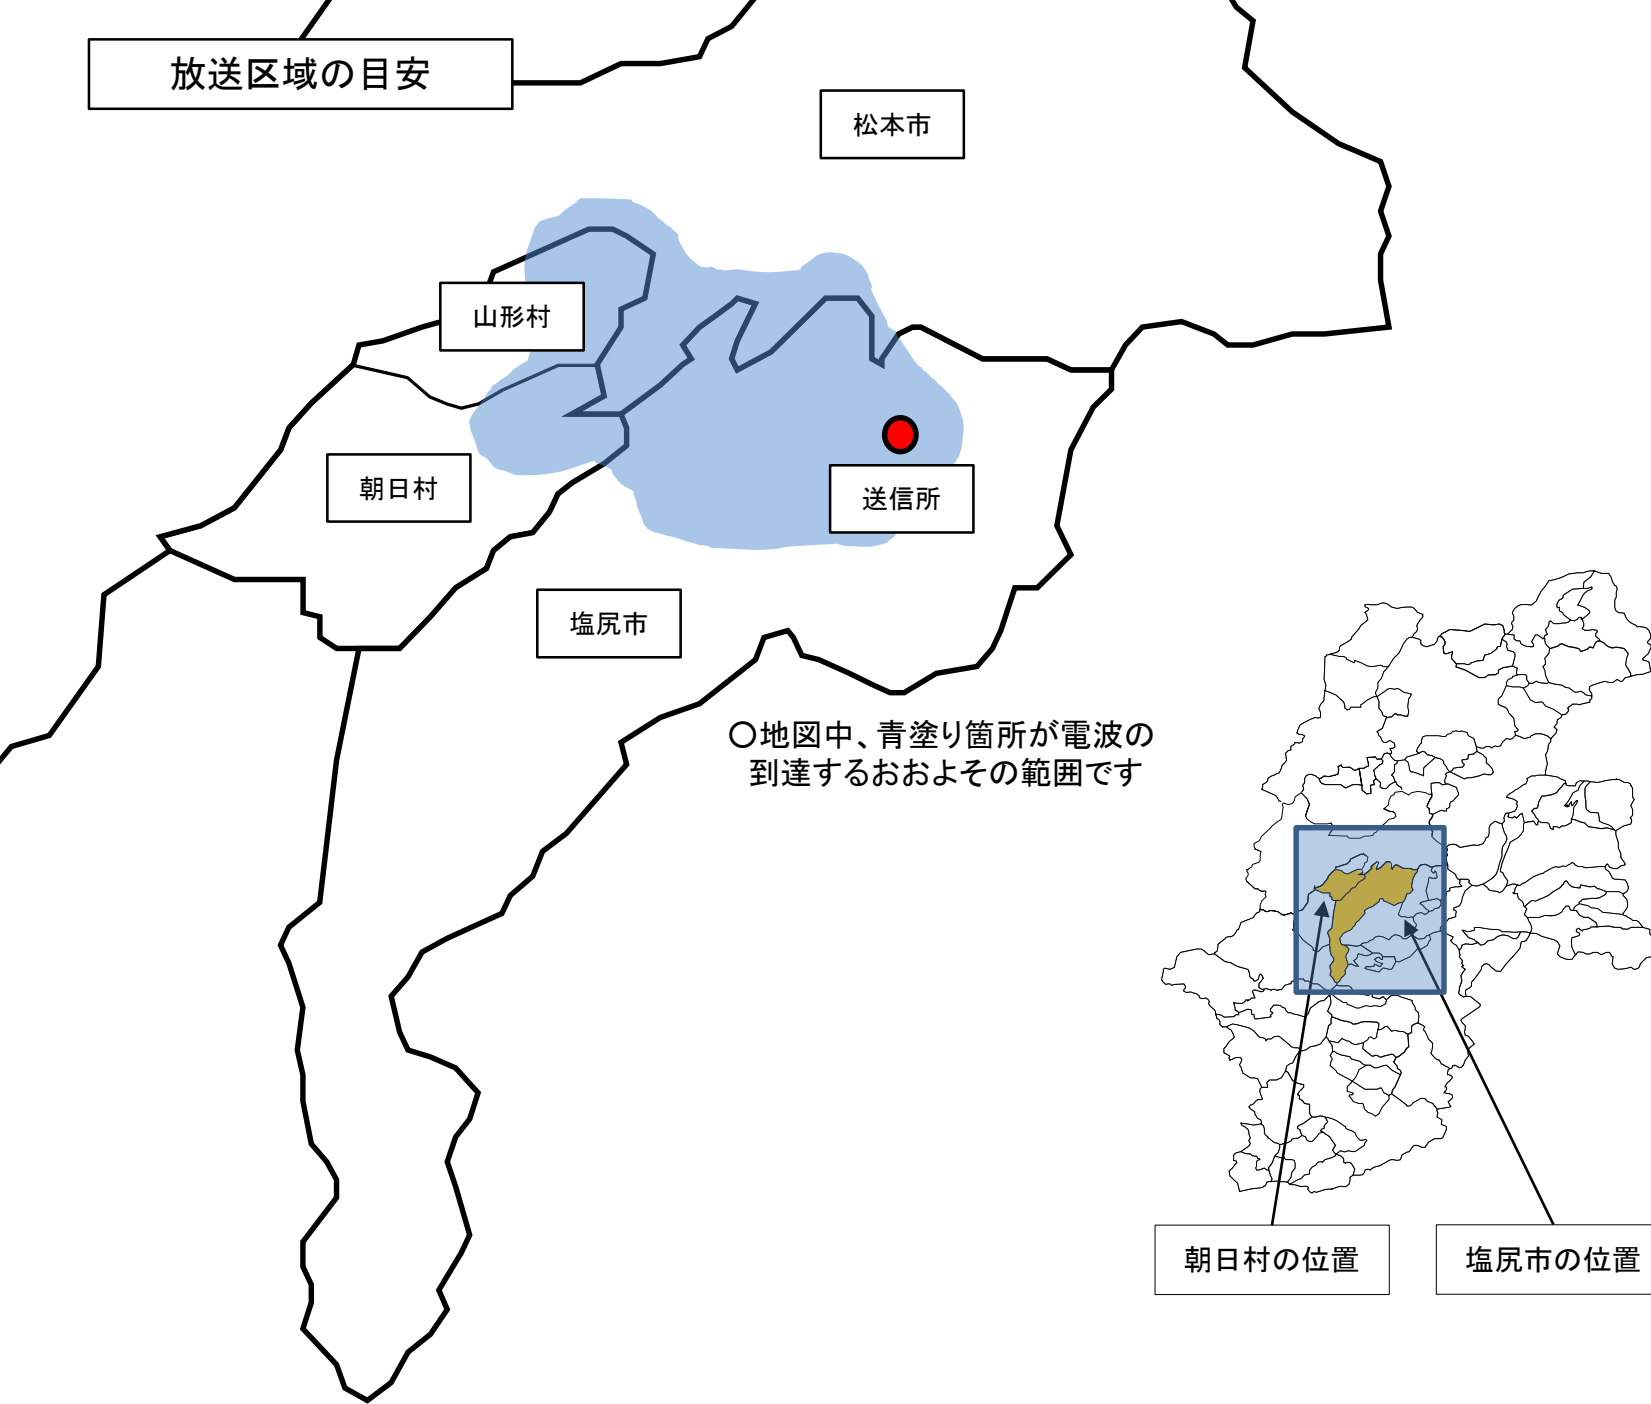 放送区域の目安
松本市
山形村
朝日村
送信所
塩尻市
〇地図中、青塗り箇所が電波の
到達するおおよその範囲です
朝日村の位置
塩尻市の位置